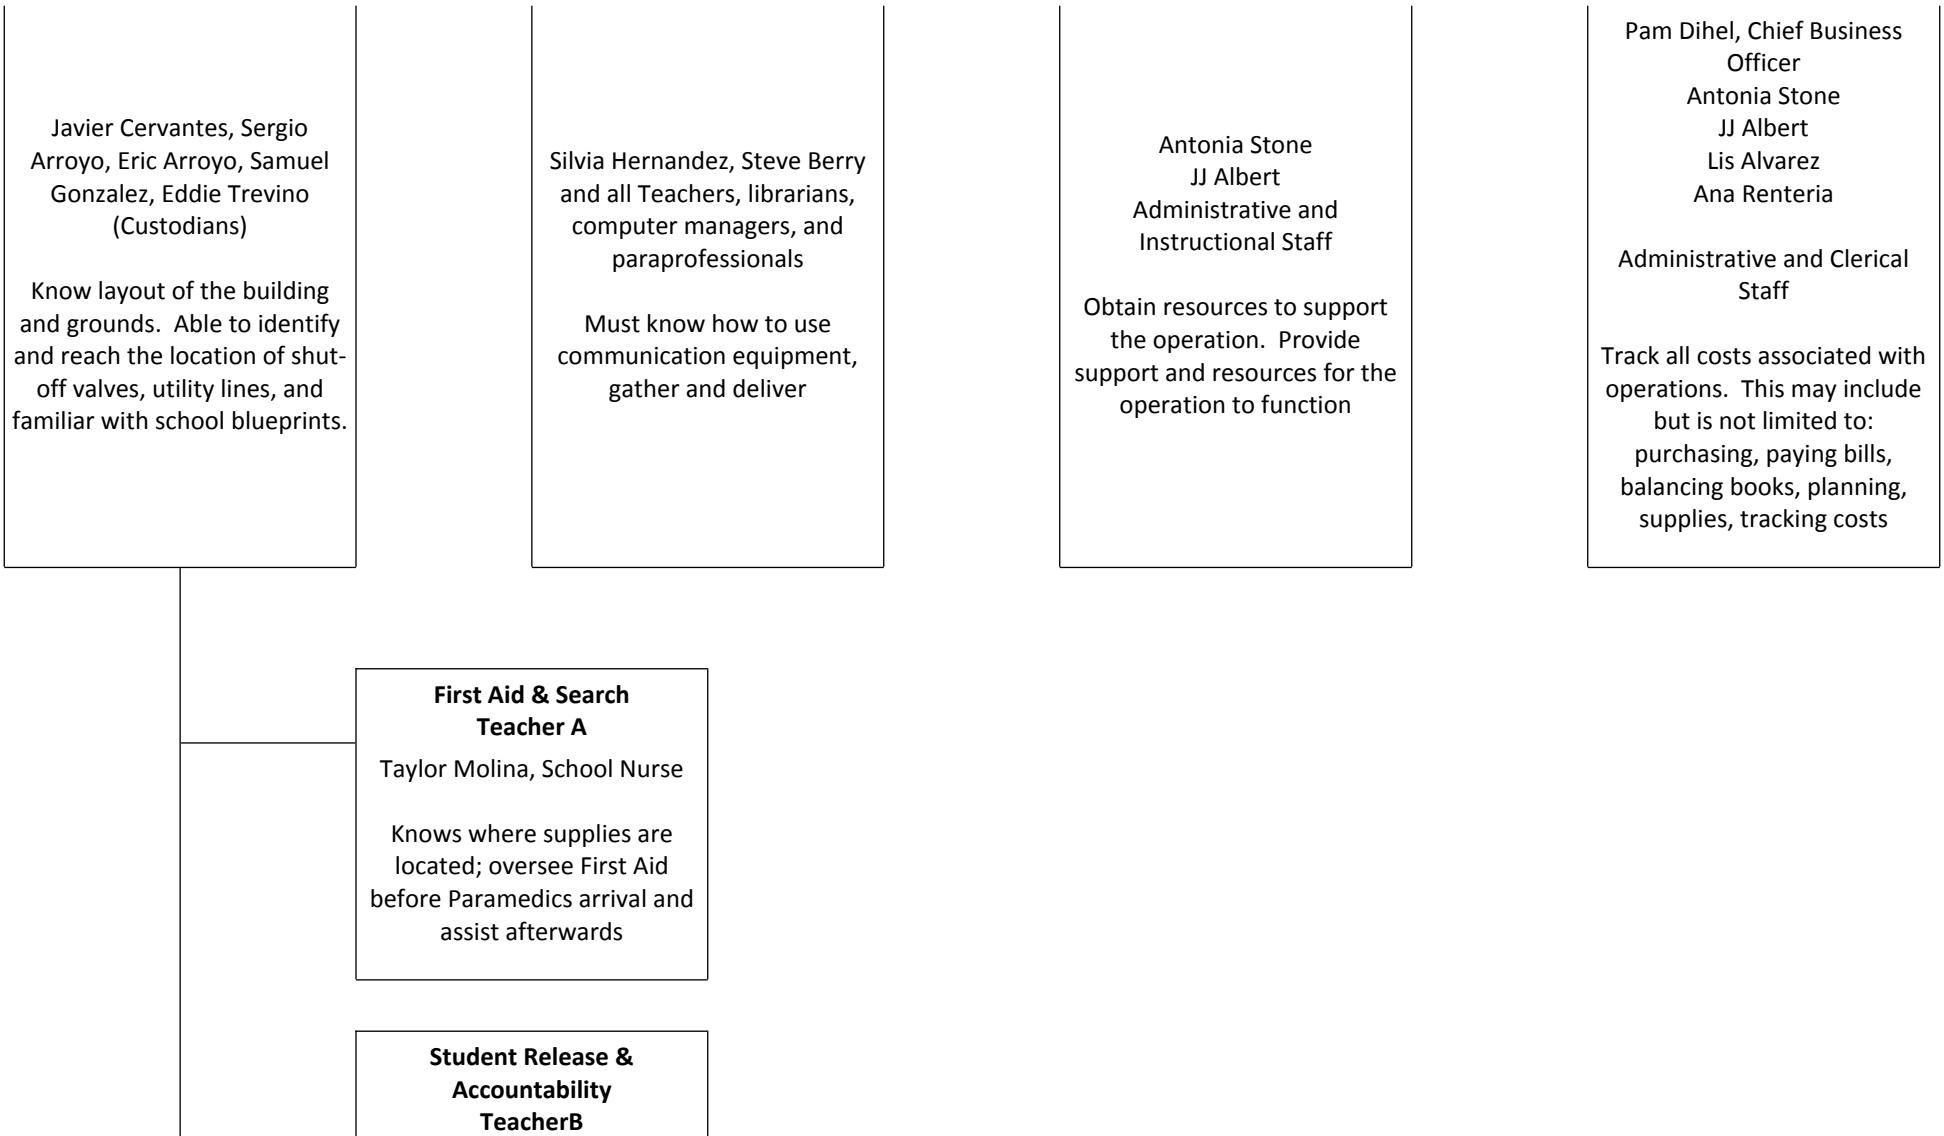 Javier Cervantes, Sergio
Arroyo, Eric Arroyo, Samuel
Gonzalez, Eddie Trevino
(Custodians)
Know layout of the building
and grounds.  Able to identify
and reach the location of shut-
off valves, utility lines, and
familiar with school blueprints.
Silvia Hernandez, Steve Berry
and all Teachers, librarians,
computer managers, and
paraprofessionals
Must know how to use
communication equipment,
gather and deliver
Antonia Stone
JJ Albert
Administrative and
Instructional Staff
Obtain resources to support
the operation.  Provide
support and resources for the
operation to function
Pam Dihel, Chief Business
Officer
Antonia Stone
JJ Albert
Lis Alvarez
Ana Renteria
Administrative and Clerical
Staff
Track all costs associated with
operations.  This may include
but is not limited to:
purchasing, paying bills,
balancing books, planning,
supplies, tracking costs
First Aid & Search
Teacher A
Taylor Molina, School Nurse
Knows where supplies are
located; oversee First Aid
before Paramedics arrival and
assist afterwards
Student Release &
Accountability
TeacherB